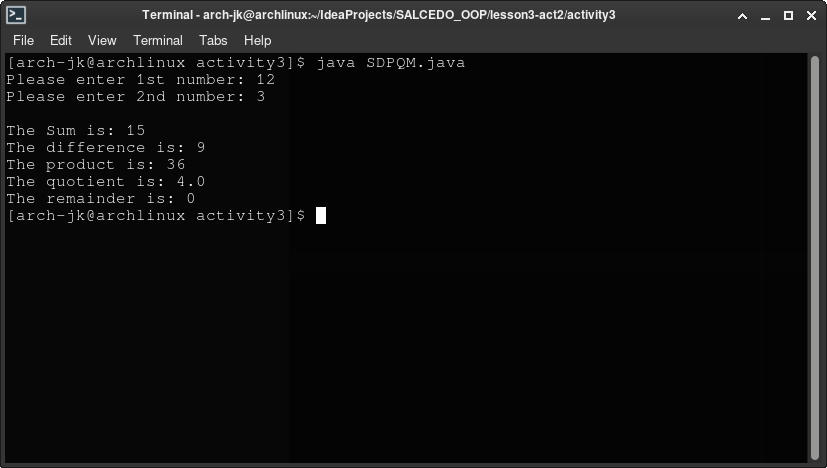 Terminal - arch-jk@archlinux:~/IdeaProjects/SALCEDO_OOP/lesson3-act2/activity3
File Edit View Terminal Tabs Help
[arch-jk@archlinux activity3]$ java SDPQM.java
Please enter 1st number: 12
Please enter 2nd number: 3
The Sum is: 15
The difference is: 9
The product is: 36
The quotient is: 4.0
The remainder is: 0
[arch-jk@archlinux activity3]$